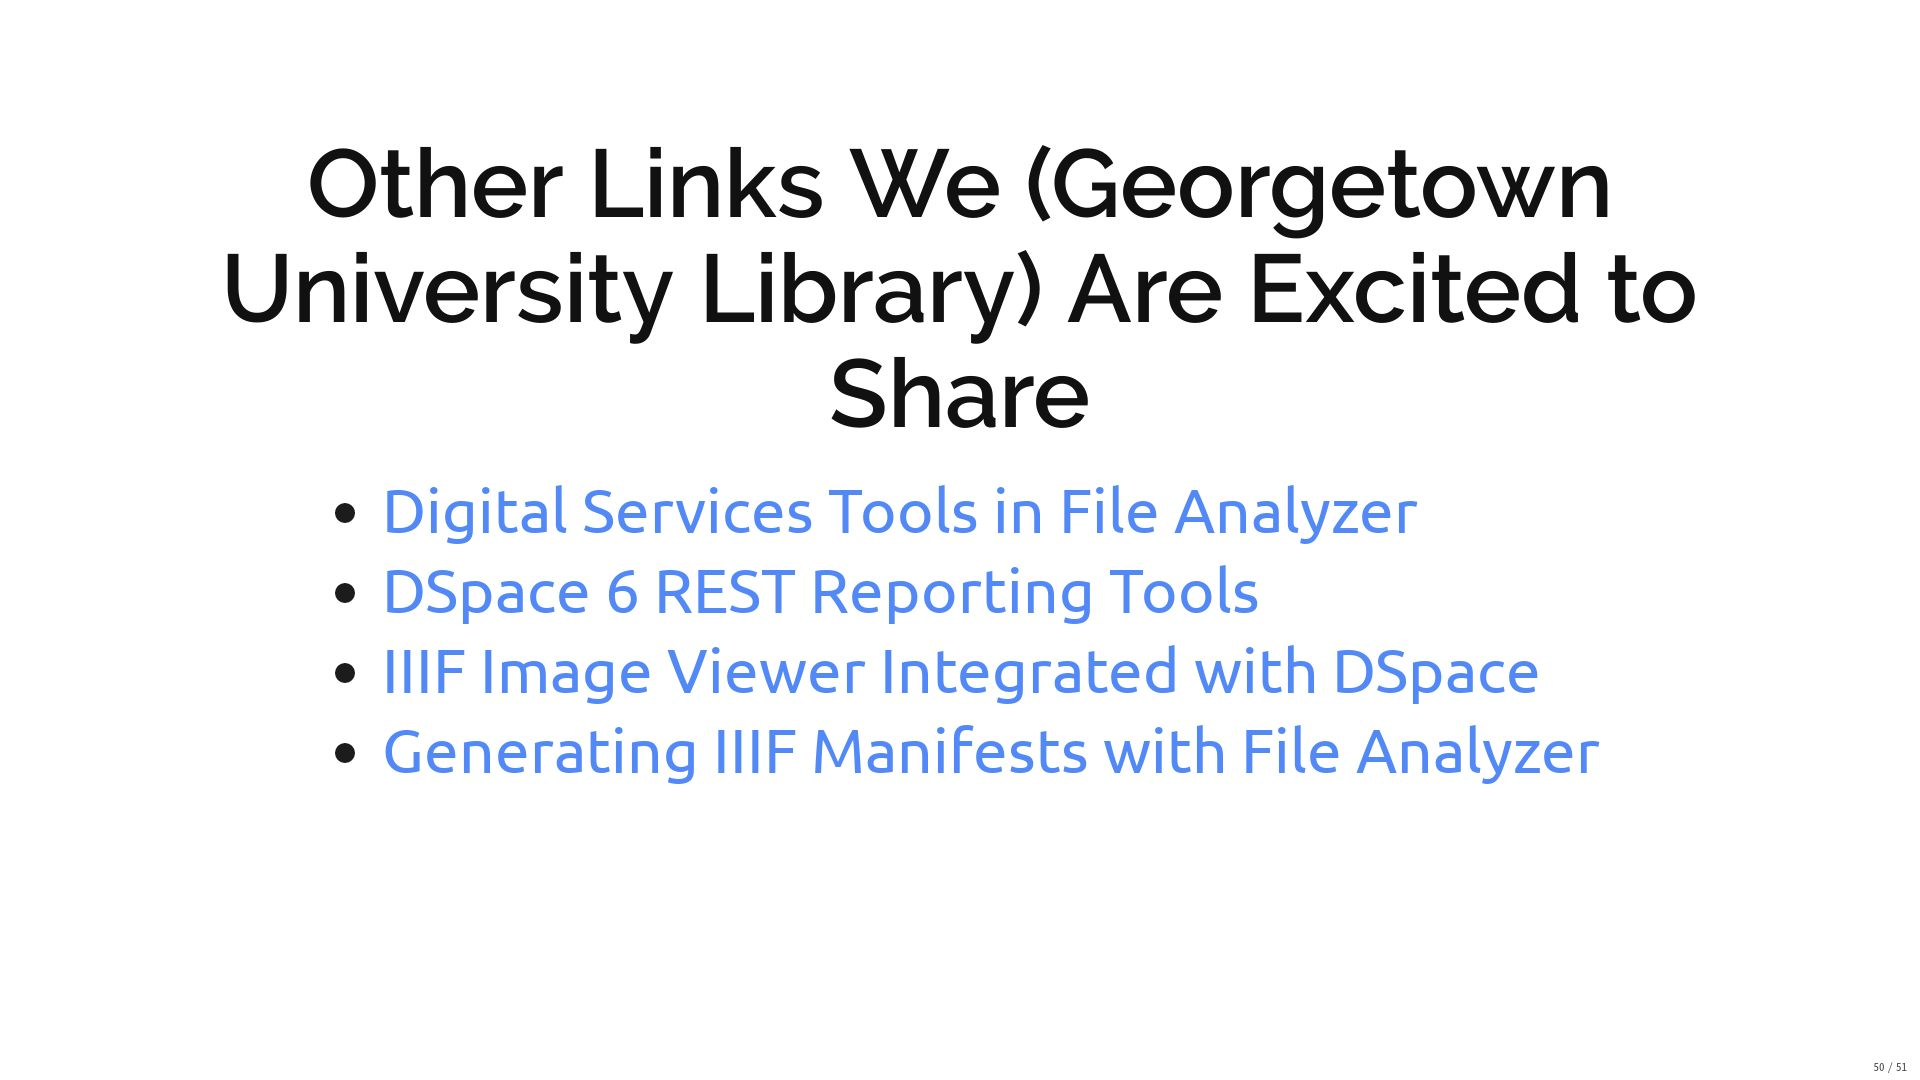 Other Links We (Georgetown
University Library) Are Excited to
Share
• Digital Services Tools in File Analyzer
• DSpace 6 REST Reporting Tools
• IIIF Image Viewer Integrated with DSpace
• Generating IIIF Manifests with File Analyzer
50 / 51